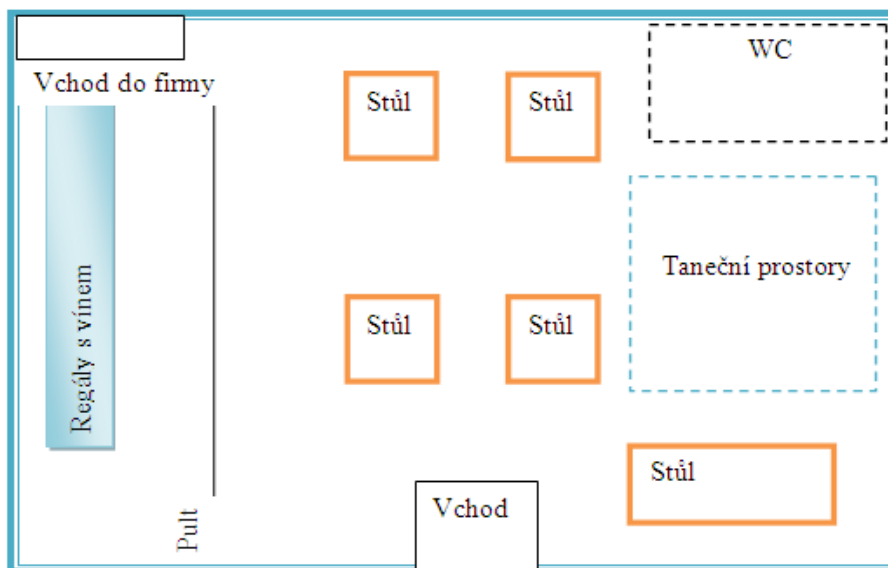 WC
Vchod do firmy
Stůl
Stůl
Taneční prostory
Regály s vínem
Stůl
Stůl
Stůl
Vchod
Pult